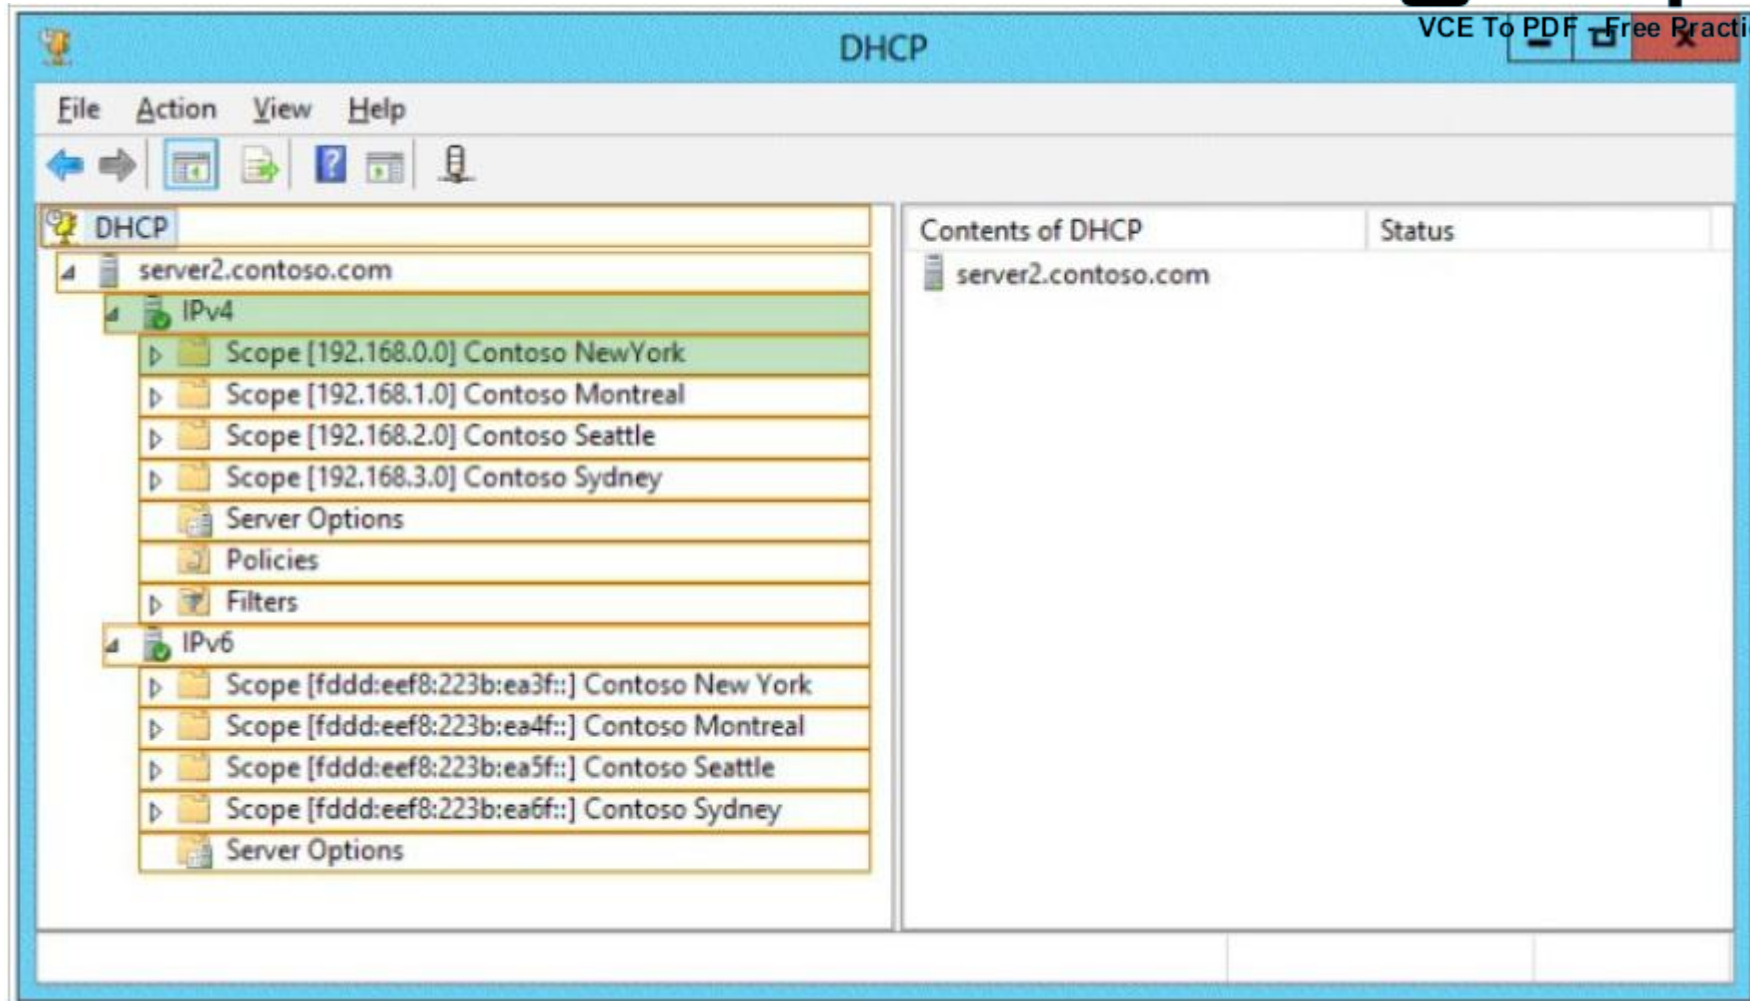 VCE To PDF - Free Practi
DHCP
File Action View Help
DHCP
server2.contoso.com
IPv4
Scope [192.168.0.0] Contoso NewYork
Scope [192.168.1.0] Contoso Montreal
Scope [192.168.2.0] Contoso Seattle
Scope [192.168.3.0] Contoso Sydney
Server Options
Policies
Filters
IPv6
Scope [fddd:eef8:223b:ea3f::] Contoso New York
Scope [fddd:eef8:223b:ea4f::] Contoso Montreal
Scope [fddd:eef8:223b:ea5f::] Contoso Seattle
Scope [fddd:eef8:223b:ea6f::] Contoso Sydney
Server Options
Contents of DHCP Status
server2.contoso.com